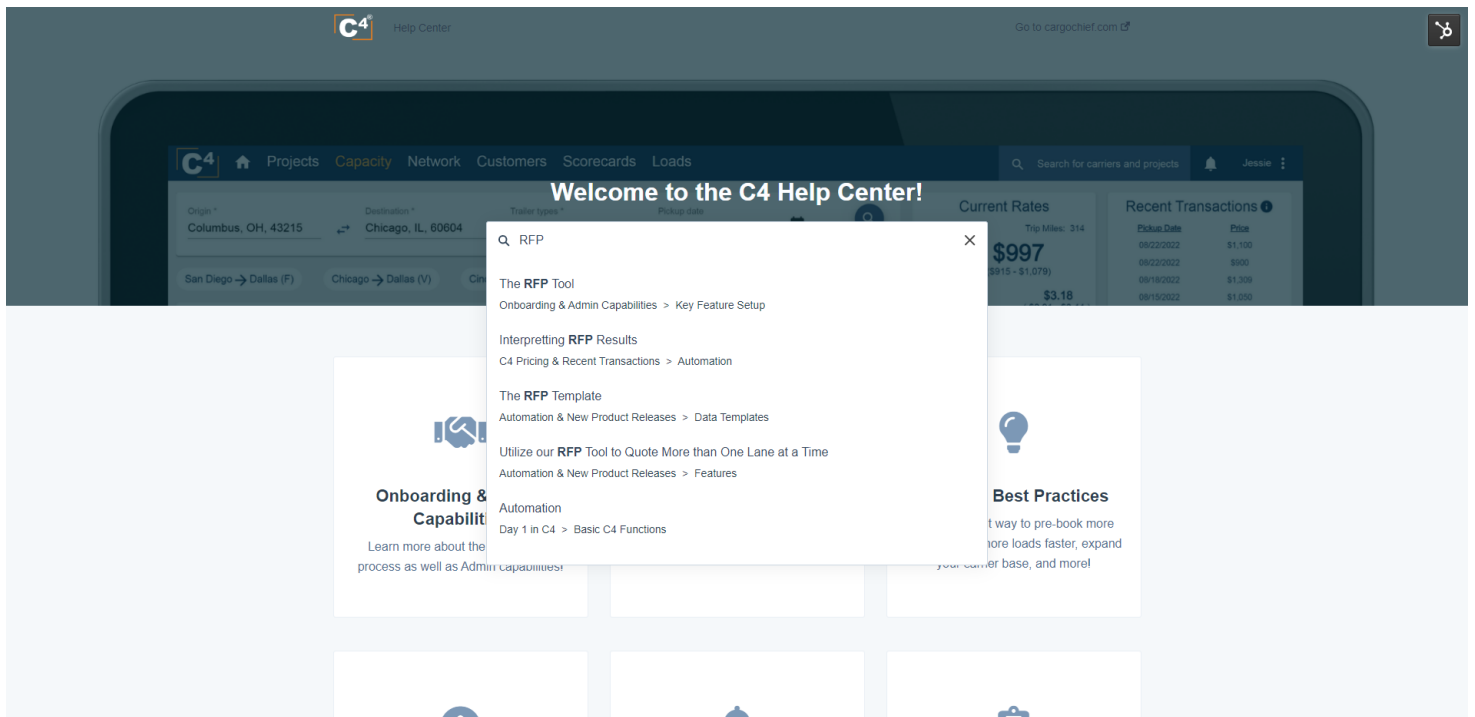 C4® Help Center
Go to cargochief.com
C4 Projects Capacity Network Customers Scorecards Loads
Search for carriers and projects
Jessie
Welcome to the C4 Help Center!
Origin *
Destination *
Trailer types *
Pickup date
Columbus, OH, 43215
Chicago, IL, 60604
San Diego → Dallas (F)
Chicago → Dallas (V)
Current Rates
Trip Miles: 314
$997
$915 - $1,079)
$3.18
Recent Transactions
Pickup Date Price
08/22/2022 $1,100
08/22/2022 $900
08/18/2022 $1,309
08/15/2022 $1,050
RFP
The RFP Tool
Onboarding & Admin Capabilities > Key Feature Setup
Interpretting RFP Results
C4 Pricing & Recent Transactions > Automation
The RFP Template
Automation & New Product Releases > Data Templates
Utilize our RFP Tool to Quote More than One Lane at a Time
Automation & New Product Releases > Features
Automation
Day 1 in C4 > Basic C4 Functions
Onboarding &
Capabiliti
Learn more about the
process as well as Admin capabilities!
Best Practices
t way to pre-book more
more loads faster, expand
your carrier base, and more!